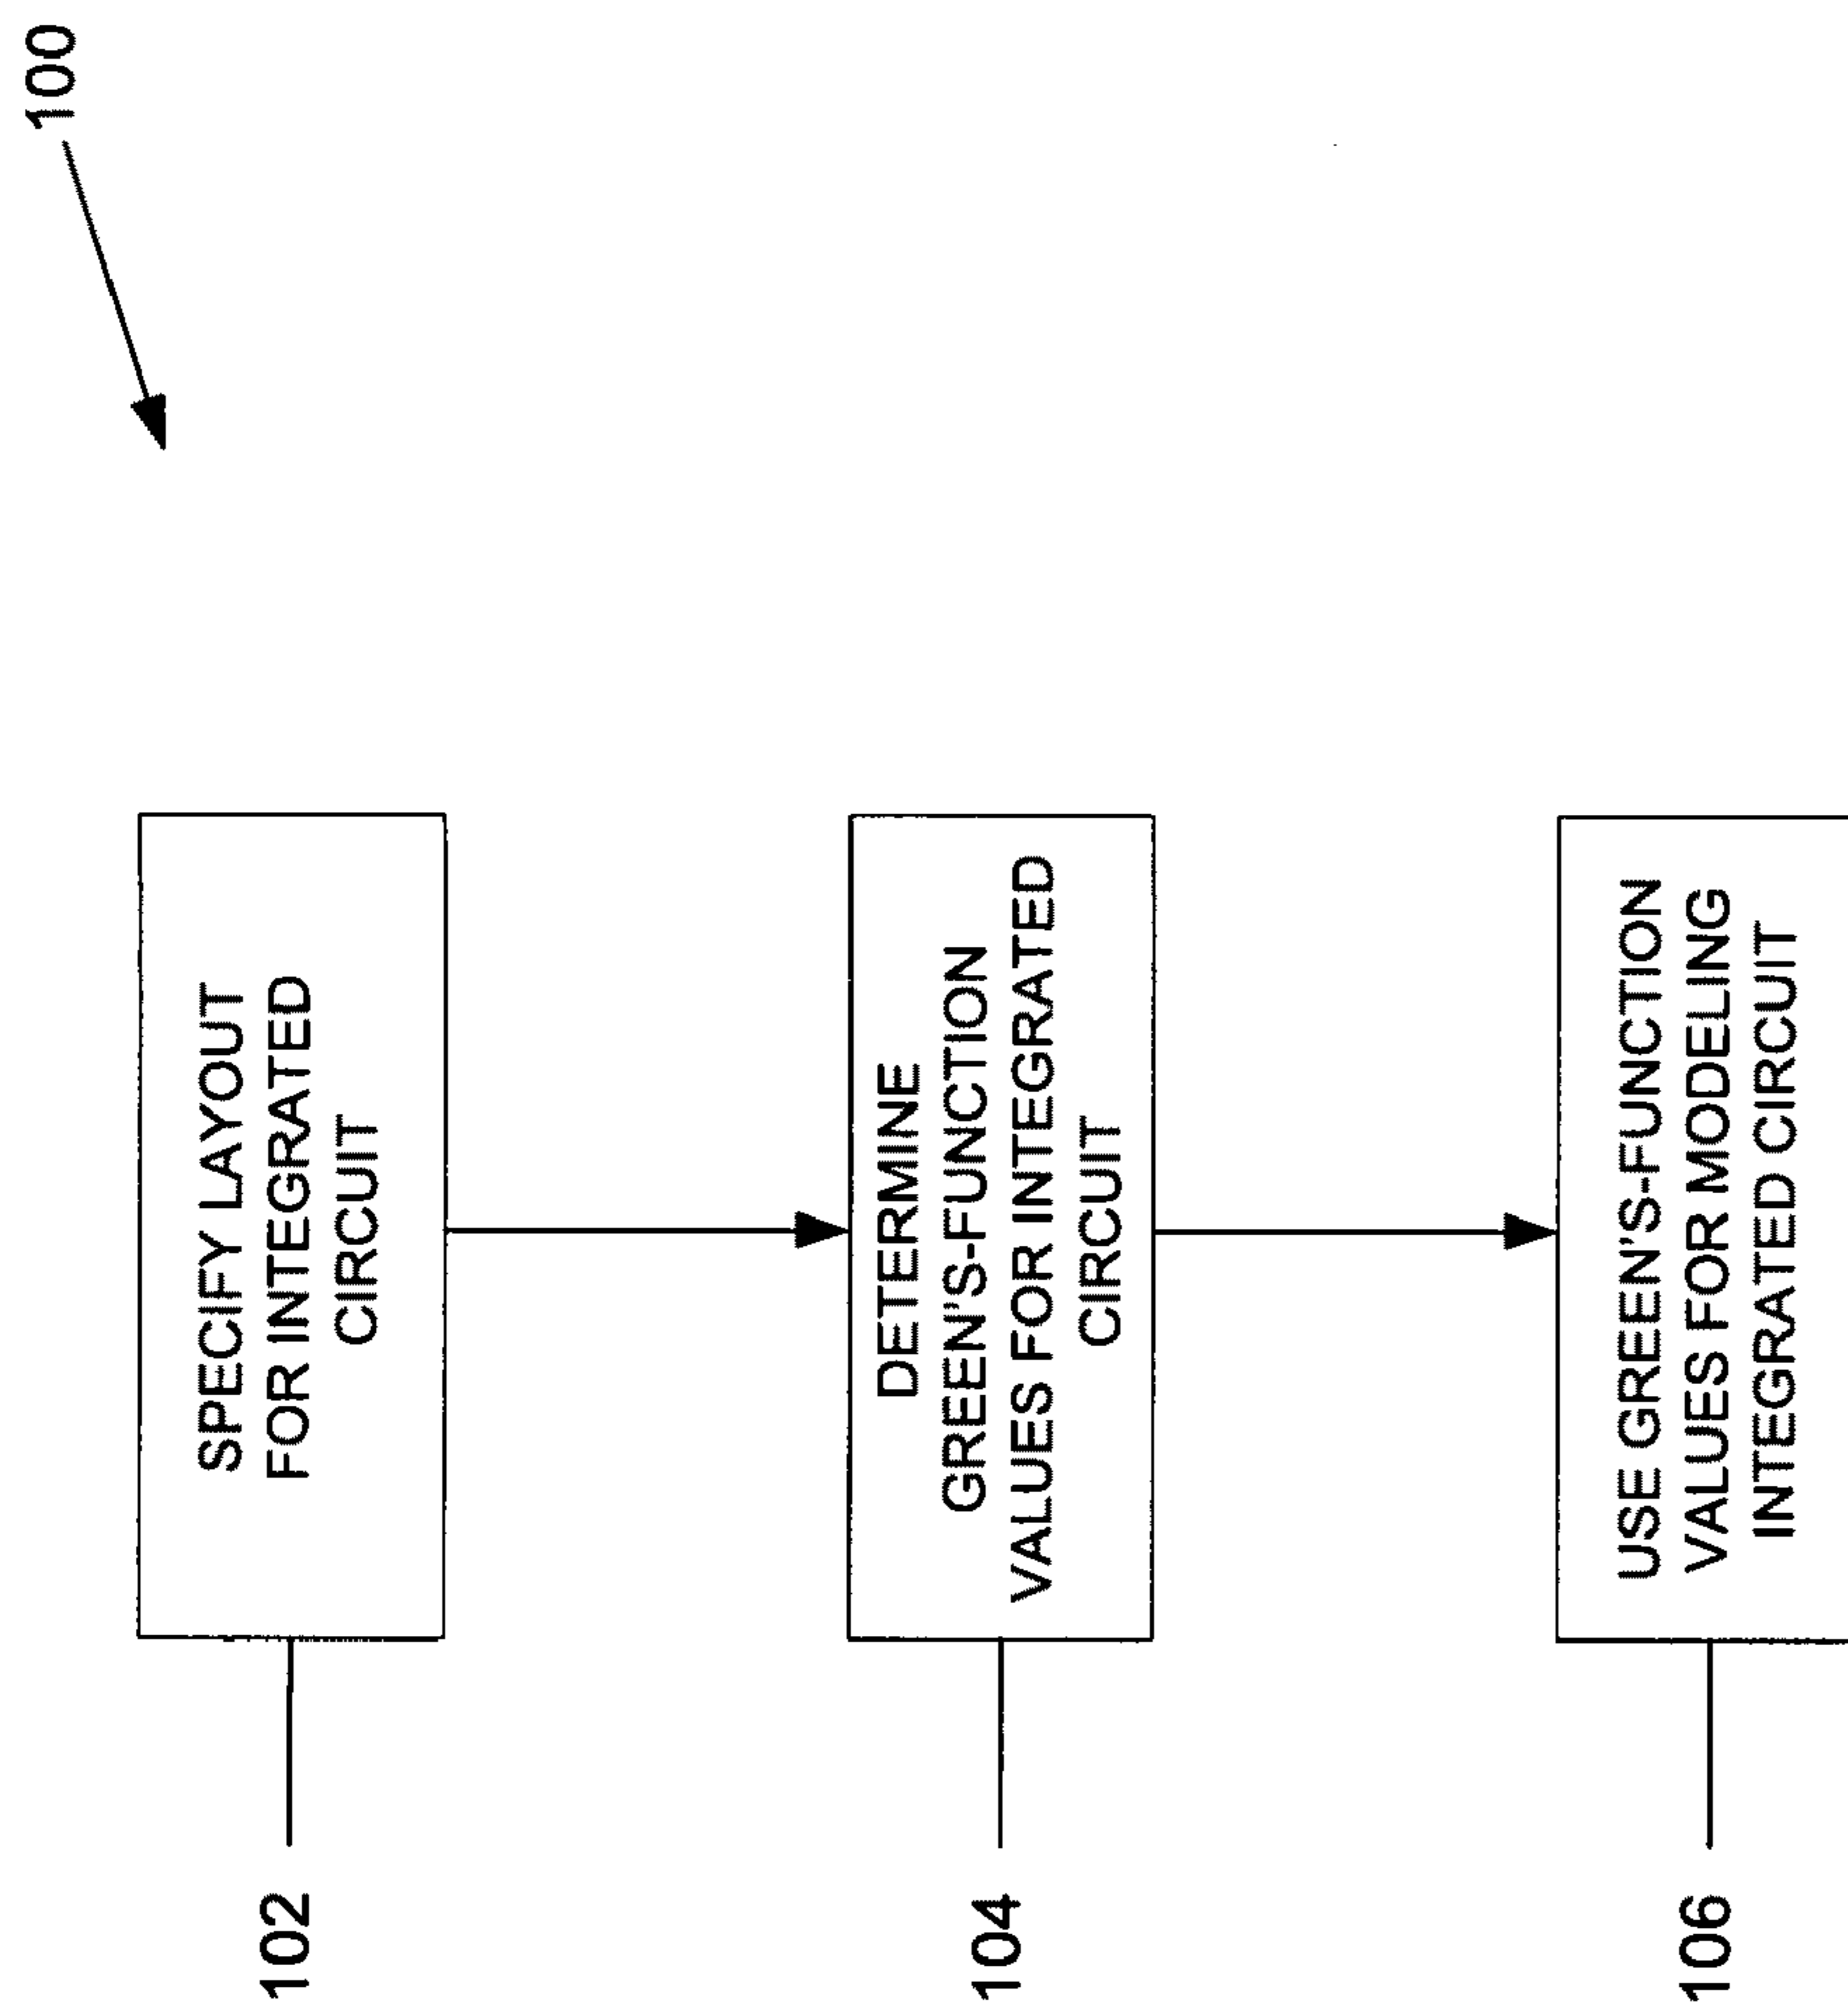 100
102
SPECIFY LAYOUT
FOR INTEGRATED
CIRCUIT
104
DETERMINE
GREEN'S-FUNCTION
VALUES FOR INTEGRATED
CIRCUIT
106
USE GREEN'S-FUNCTION
VALUES FOR MODELING
INTEGRATED CIRCUIT